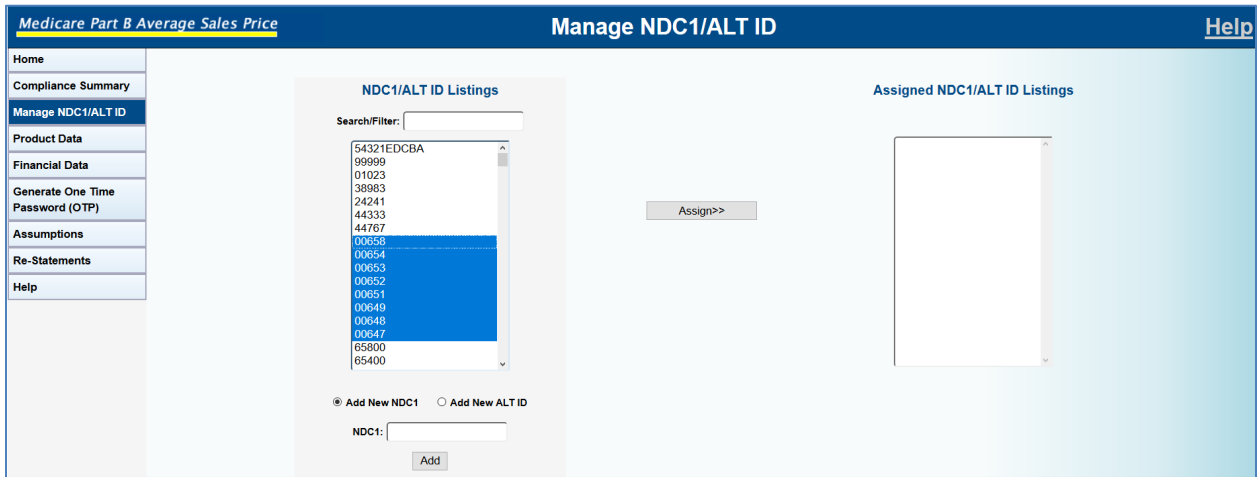 Medicare Part B Average Sales Price
Manage NDC1/ALT ID
Help
Home
Compliance Summary
Manage NDC1/ALT ID
Product Data
Financial Data
Generate One Time
Password (OTP)
Assumptions
Re-Statements
Help
NDC1/ALT ID Listings
Search/Filter:
54321EDCBA
99999
01023
38983
24241
44333
44767
00658
00654
00653
00652
00651
00649
00648
00647
65800
65400
Add New NDC1 Add New ALT ID
NDC1:
Add
Assign>>
Assigned NDC1/ALT ID Listings